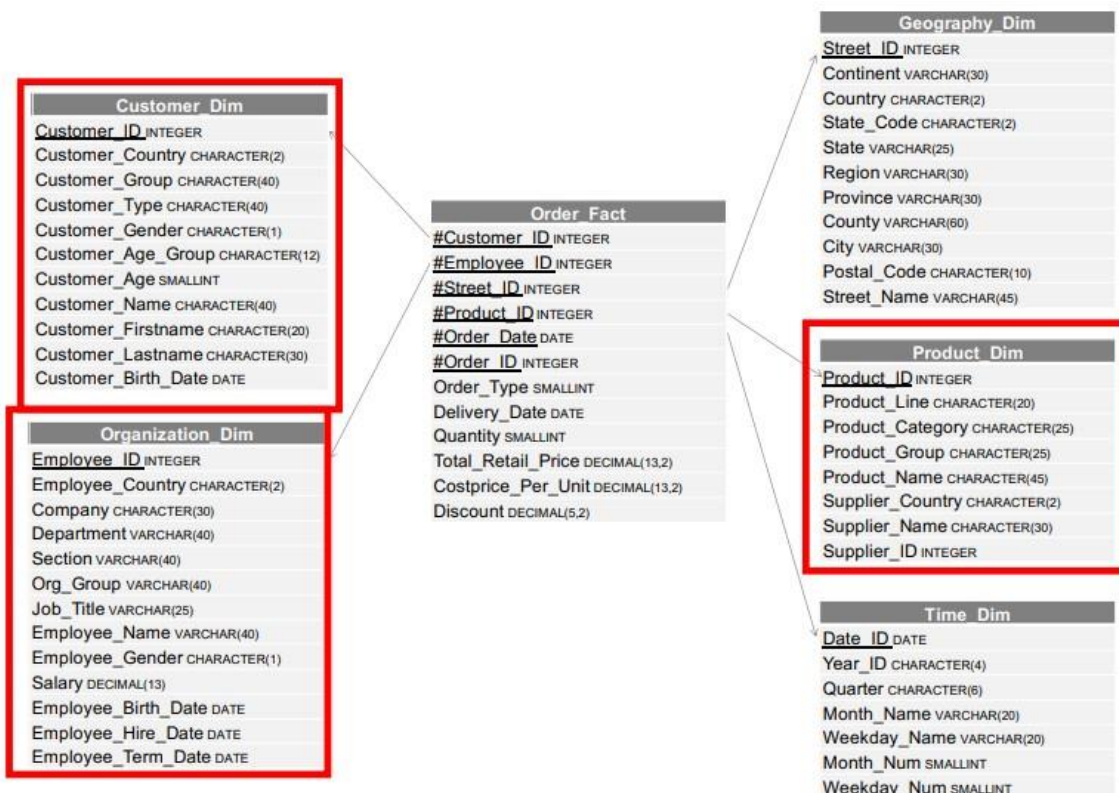 Customer_Dim
Customer_ID INTEGER
Customer_Country CHARACTER(2)
Customer_Group CHARACTER(40)
Customer_Type CHARACTER(40)
Customer_Gender CHARACTER(1)
Customer_Age_Group CHARACTER(12)
Customer_Age SMALLINT
Customer_Name CHARACTER(40)
Customer_Firstname CHARACTER(20)
Customer_Lastname CHARACTER(30)
Customer_Birth_Date DATE
Organization_Dim
Employee_ID INTEGER
Employee_Country CHARACTER(2)
Company CHARACTER(30)
Department VARCHAR(40)
Section VARCHAR(40)
Org_Group VARCHAR(40)
Job_Title VARCHAR(25)
Employee_Name VARCHAR(40)
Employee_Gender CHARACTER(1)
Salary DECIMAL(13)
Employee_Birth_Date DATE
Employee_Hire_Date DATE
Employee_Term_Date DATE
Order_Fact
#Customer_ID INTEGER
#Employee_ID INTEGER
#Street_ID INTEGER
#Product_ID INTEGER
#Order_Date DATE
#Order_ID INTEGER
Order_Type SMALLINT
Delivery_Date DATE
Quantity SMALLINT
Total_Retail_Price DECIMAL(13,2)
Costprice_Per_Unit DECIMAL(13,2)
Discount DECIMAL(5,2)
Geography_Dim
Street_ID INTEGER
Continent VARCHAR(30)
Country CHARACTER(2)
State_Code CHARACTER(2)
State VARCHAR(25)
Region VARCHAR(30)
Province VARCHAR(30)
County VARCHAR(60)
City VARCHAR(30)
Postal_Code CHARACTER(10)
Street_Name VARCHAR(45)
Product_Dim
Product_ID INTEGER
Product_Line CHARACTER(20)
Product_Category CHARACTER(25)
Product_Group CHARACTER(25)
Product_Name CHARACTER(45)
Supplier_Country CHARACTER(2)
Supplier_Name CHARACTER(30)
Supplier_ID INTEGER
Time_Dim
Date_ID DATE
Year_ID CHARACTER(4)
Quarter CHARACTER(6)
Month_Name VARCHAR(20)
Weekday_Name VARCHAR(20)
Month_Num SMALLINT
Weekday_Num SMALLINT